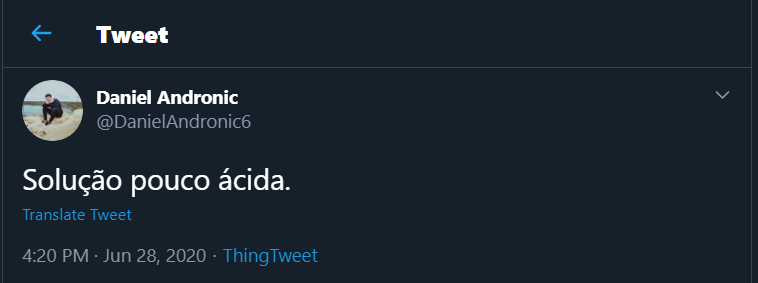 Tweet
Daniel Andronic
@DanielAndronic6
Solução pouco ácida.
Translate Tweet
4:20 PM · Jun 28, 2020 · ThingTweet